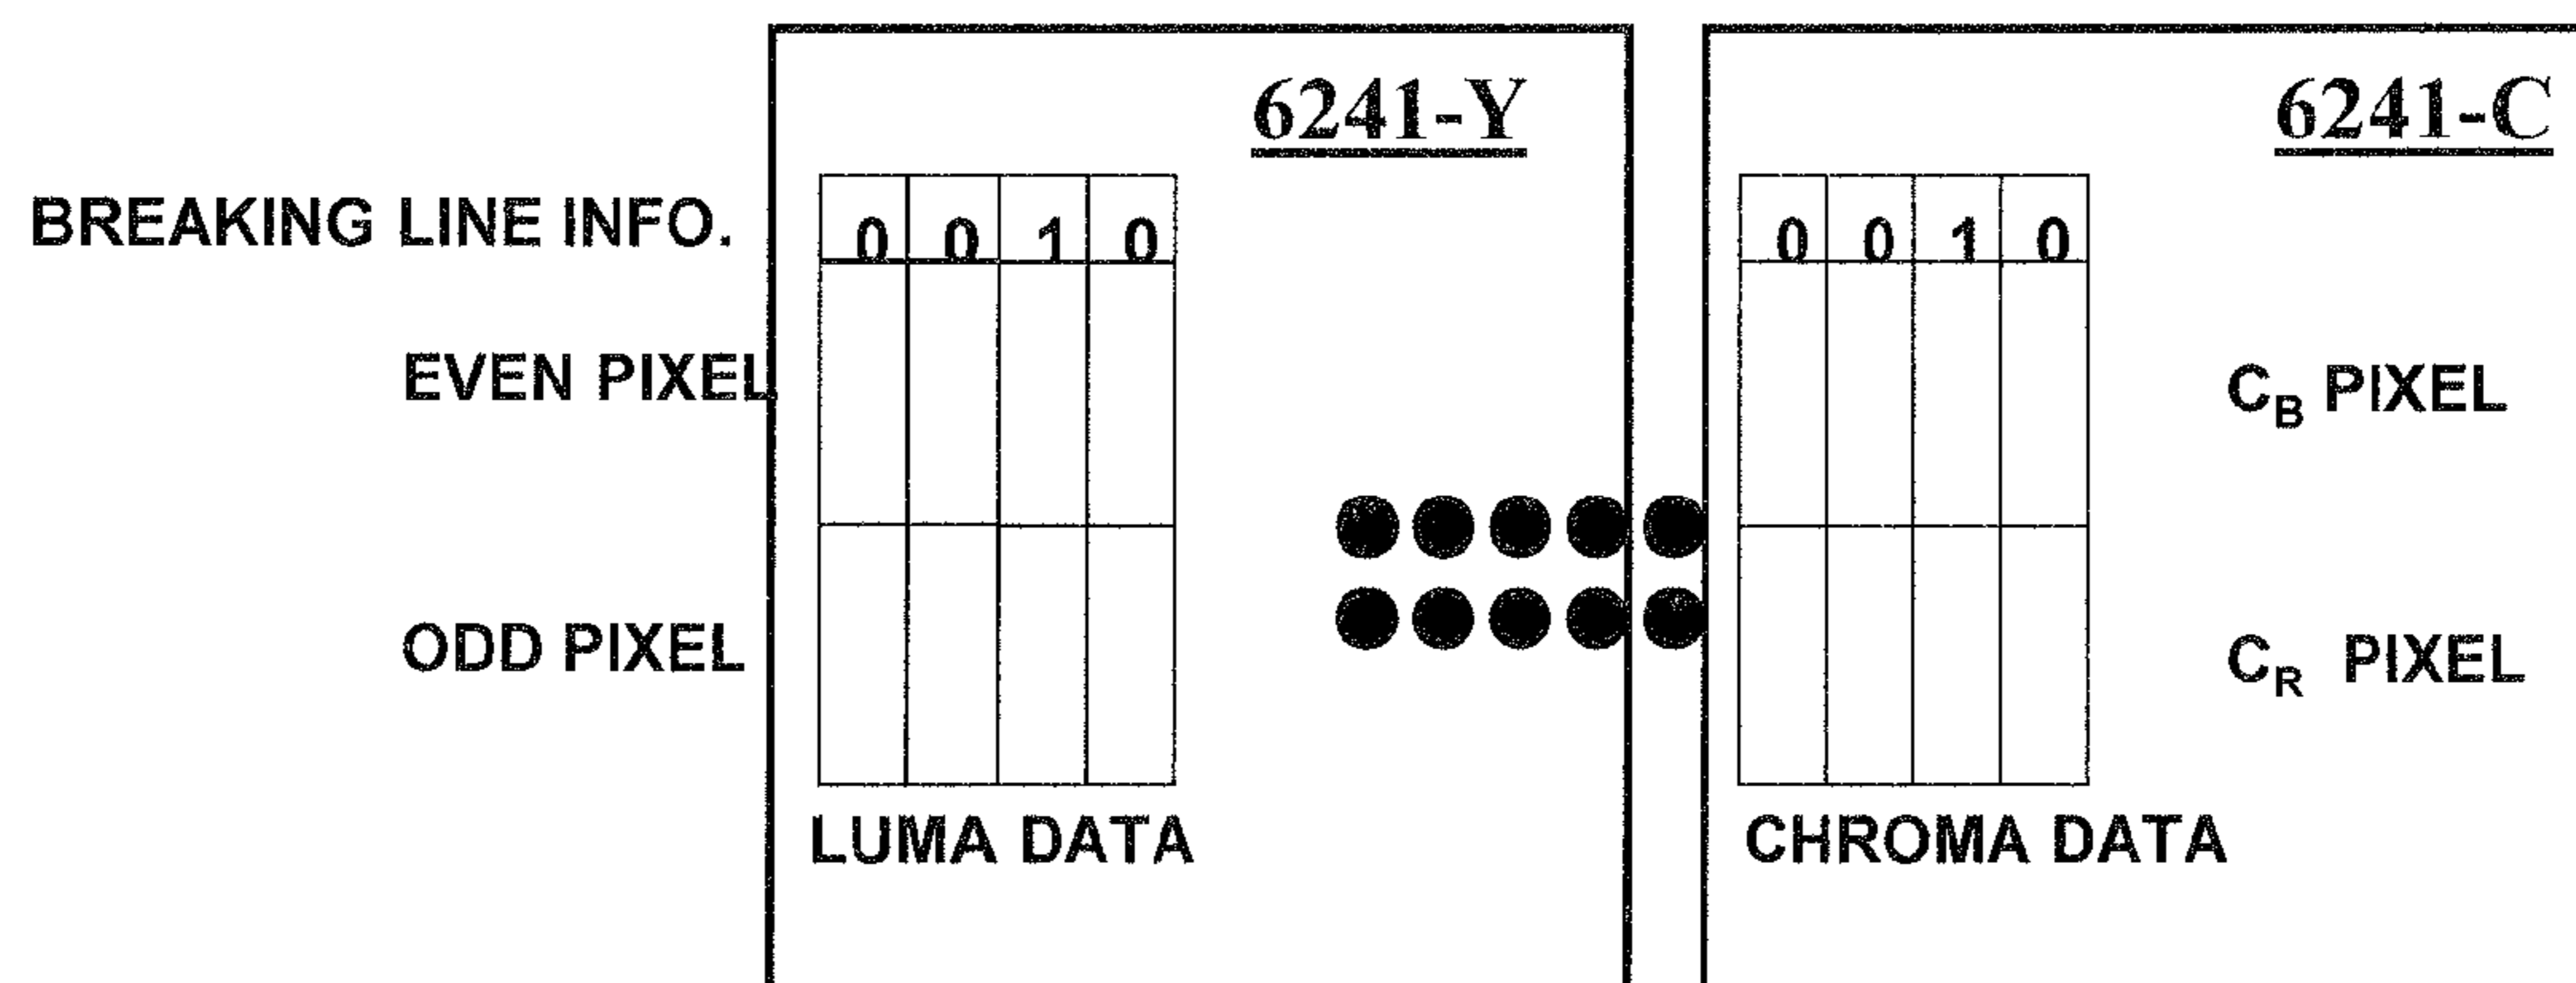 6241-Y
6241-C
BREAKING LINE INFO.
0 0 1 0
0 0 1 0
EVEN PIXEL
C_B PIXEL
ODD PIXEL
C_R PIXEL
LUMA DATA
CHROMA DATA